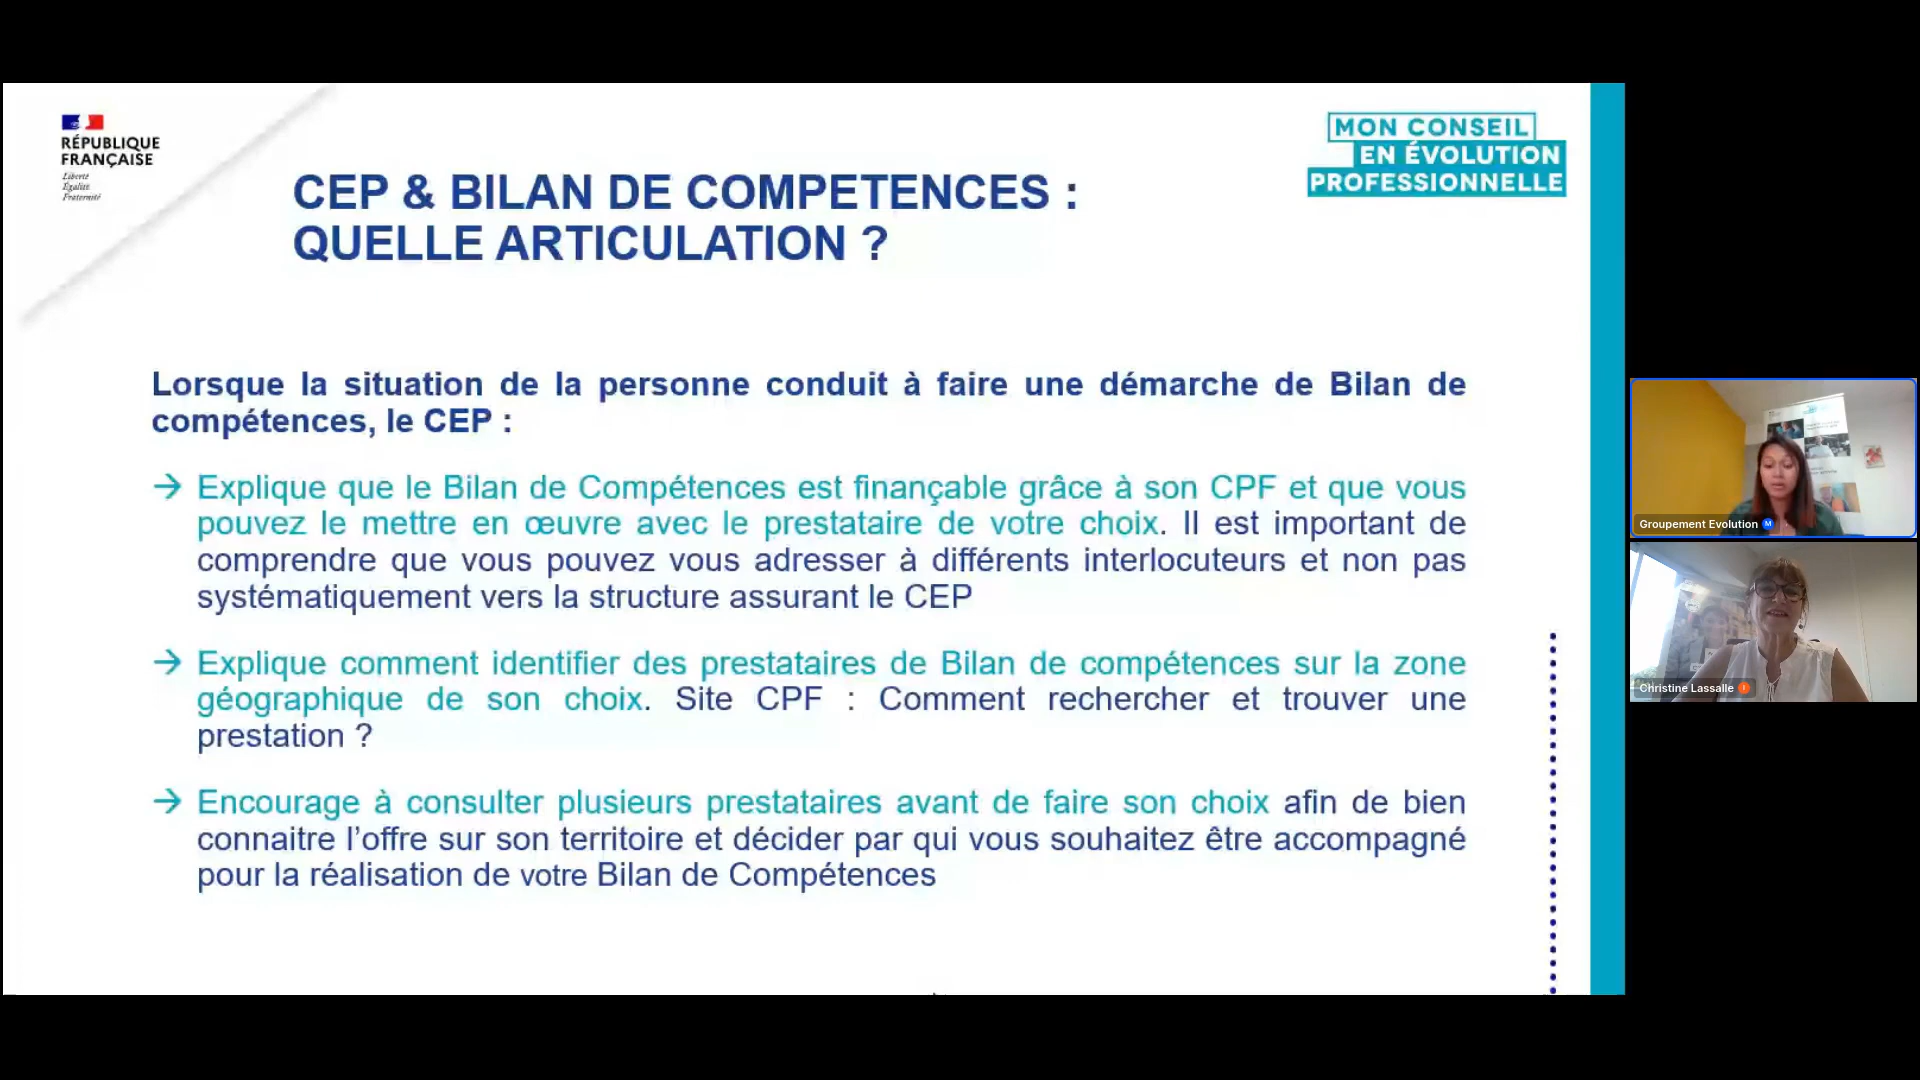 RÉPUBLIQUE
FRANÇAISE
Liberté
Égalité
Fraternité
MON CONSEIL
EN ÉVOLUTION
PROFESSIONNELLE
CEP & BILAN DE COMPETENCES :
QUELLE ARTICULATION ?
Lorsque la situation de la personne conduit à faire une démarche de Bilan de
compétences, le CEP :
→ Explique que le Bilan de Compétences est finançable grâce à son CPF et que vous
pouvez le mettre en œuvre avec le prestataire de votre choix. Il est important de
comprendre que vous pouvez vous adresser à différents interlocuteurs et non pas
systématiquement vers la structure assurant le CEP
→ Explique comment identifier des prestataires de Bilan de compétences sur la zone
géographique de son choix. Site CPF : Comment rechercher et trouver une
prestation ?
→ Encourage à consulter plusieurs prestataires avant de faire son choix afin de bien
connaitre l’offre sur son territoire et décider par qui vous souhaitez être accompagné
pour la réalisation de votre Bilan de Compétences
Groupement Evolution M
Christine Lassalle